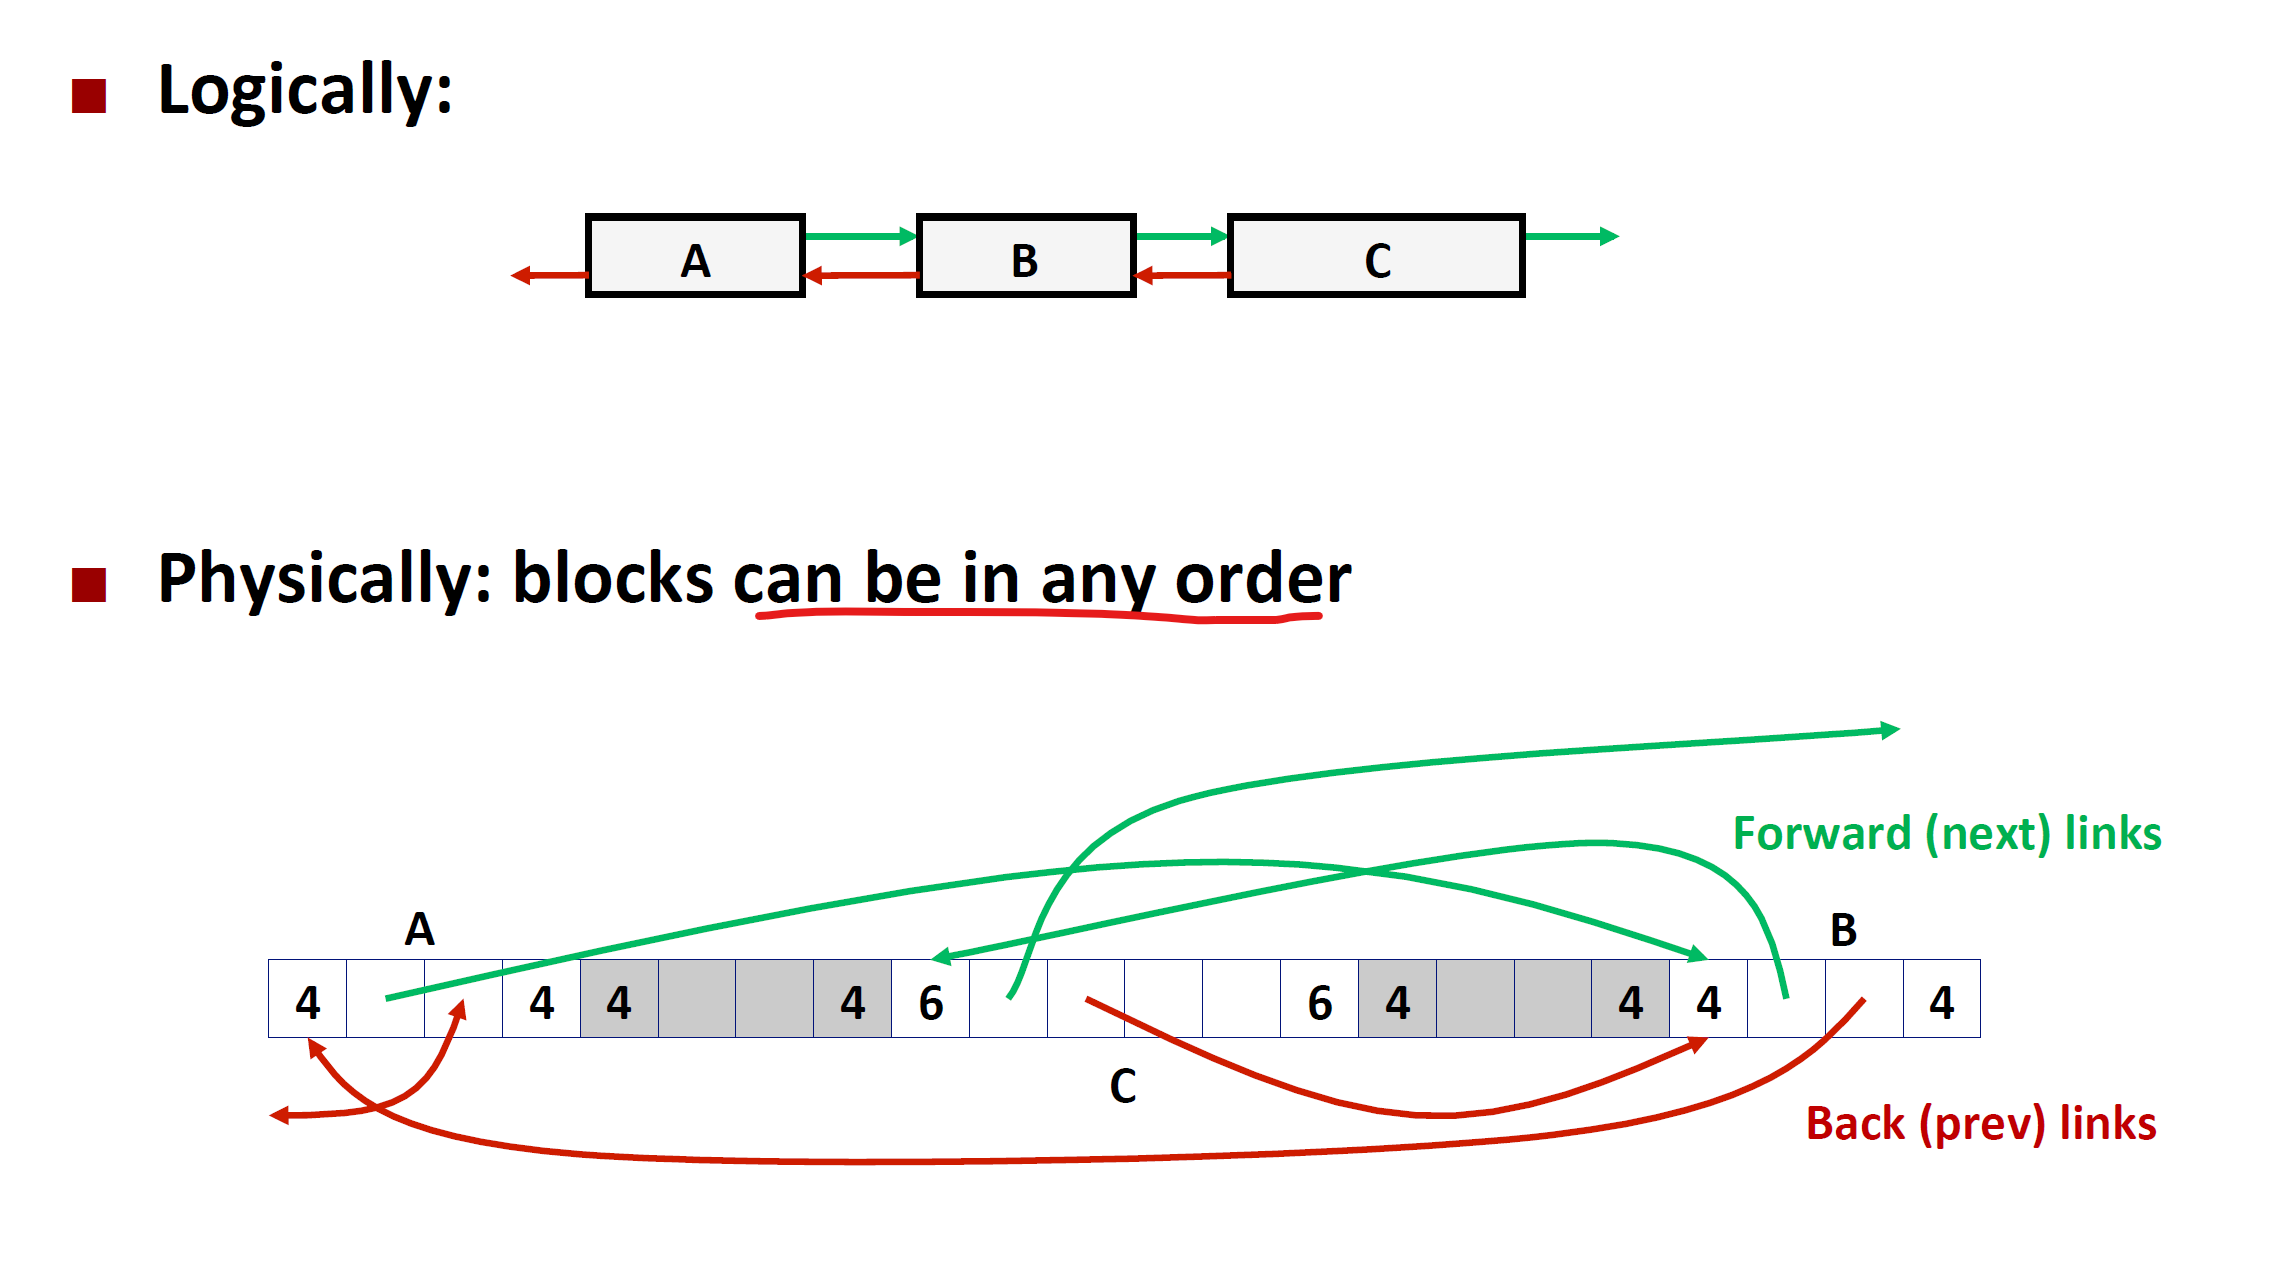 Logically:
A B C
Physically: blocks can be in any order
Forward (next) links
A B
4 4 4 4 6 6 4 4 4 4
C
Back (prev) links